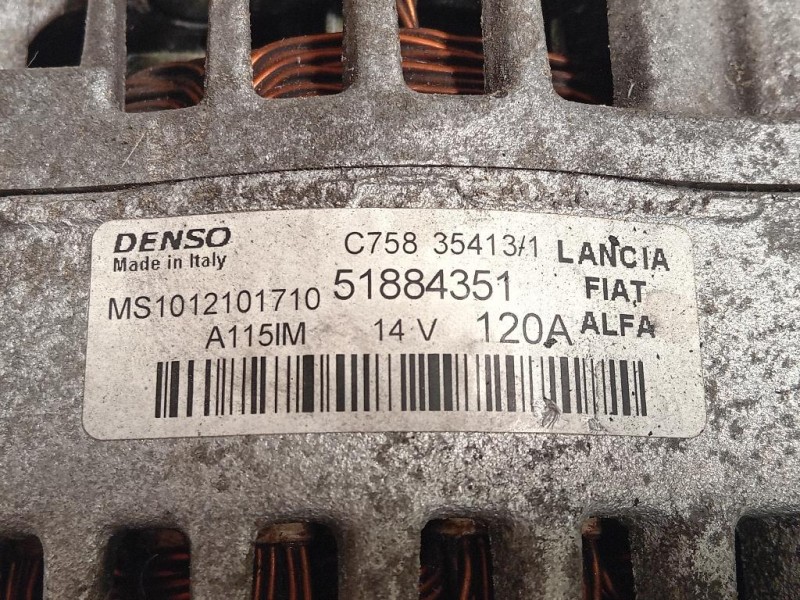 DENSO C758 35413/1 LANCIA
Made in Italy
MS1012101710 51884351 FIAT
A115IM 14 V 120A ALFA